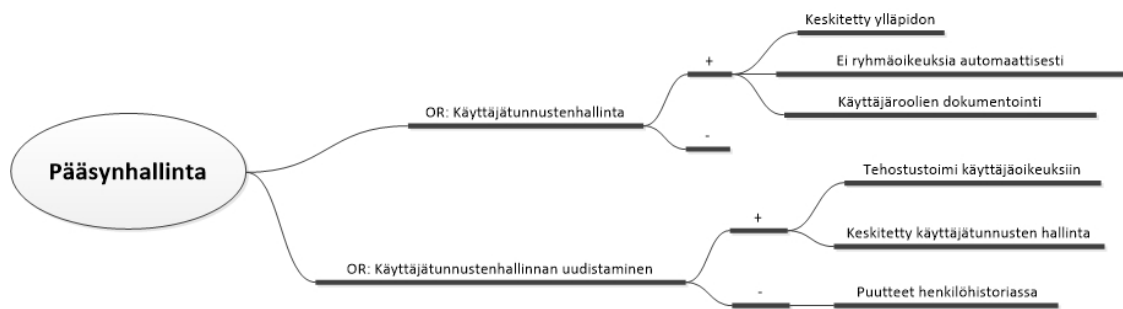 Pääsynhallinta
OR: Käyttäjätunnustenhallinta
+
Keskitetty ylläpidon
Ei ryhmäoikeuksia automaattisesti
Käyttäjäroolien dokumentointi
-
OR: Käyttäjätunnustenhallinnan uudistaminen
+
Tehostustoimi käyttäjäoikeuksiin
Keskitetty käyttäjätunnusten hallinta
-
Puutteet henkilöhistoriassa